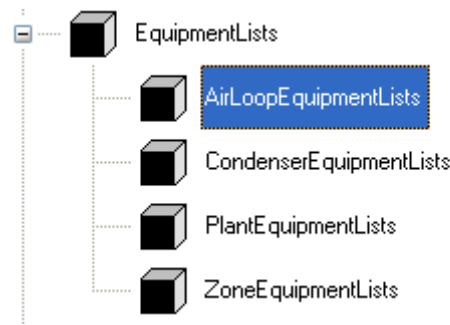 EquipmentLists
AirLoopEquipmentLists
CondenserEquipmentLists
PlantEquipmentLists
ZoneEquipmentLists